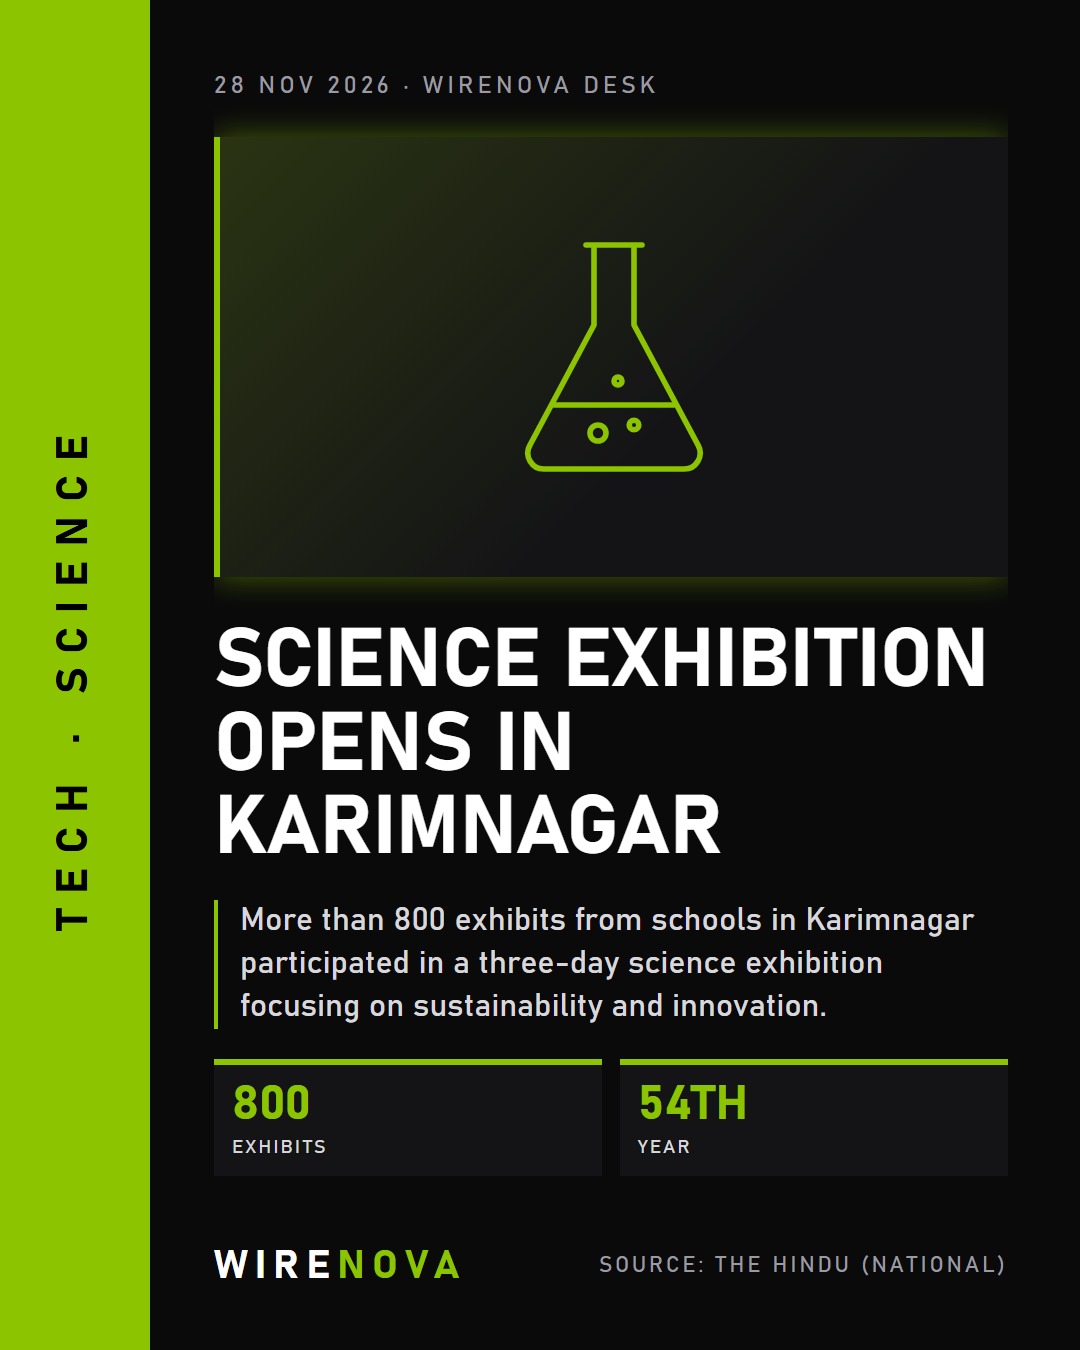 28 NOV 2026 · WIRENOVA DESK
TECH · SCIENCE
SCIENCE EXHIBITION
OPENS IN
KARIMNAGAR
More than 800 exhibits from schools in Karimnagar
participated in a three-day science exhibition
focusing on sustainability and innovation.
800
EXHIBITS
54TH
YEAR
WIRENOVA
SOURCE: THE HINDU (NATIONAL)